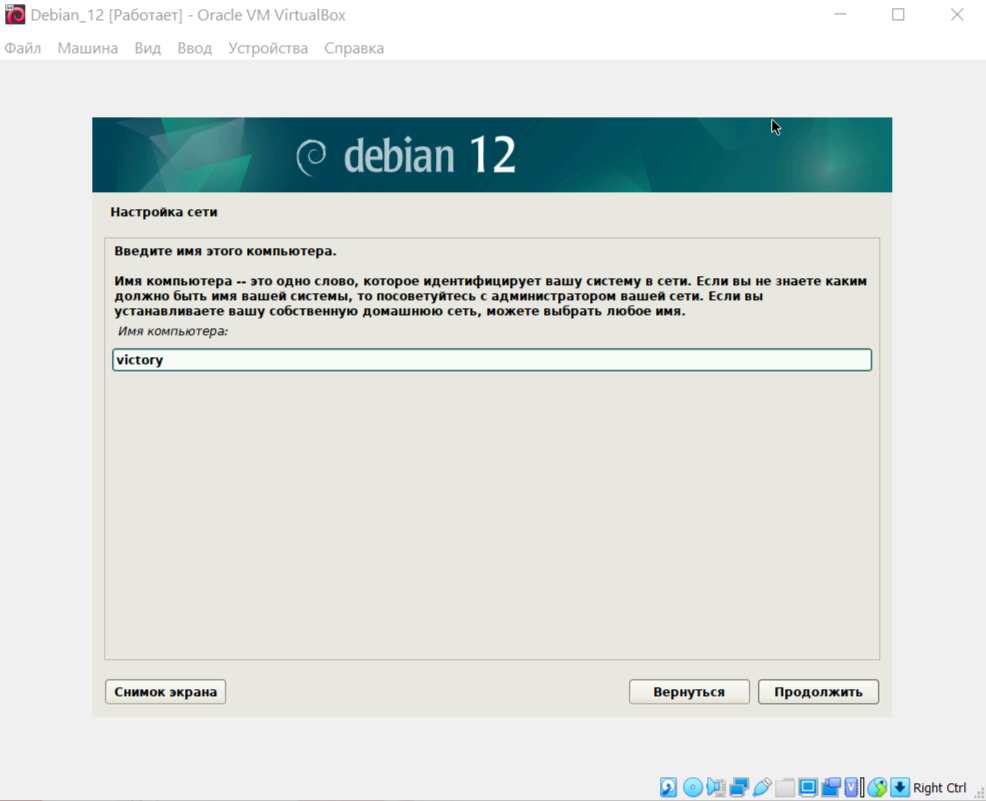 Debian_12 [Работает] - Oracle VM VirtualBox
Файл Машина Вид Ввод Устройства Справка
debian 12
Настройка сети
Введите имя этого компьютера.
Имя компьютера -- это одно слово, которое идентифицирует вашу систему в сети. Если вы не знаете каким
должно быть имя вашей системы, то посоветуйтесь с администратором вашей сети. Если вы
устанавливаете вашу собственную домашнюю сеть, можете выбрать любое имя.
Имя компьютера:
victory
Снимок экрана Вернуться Продолжить
Right Ctrl